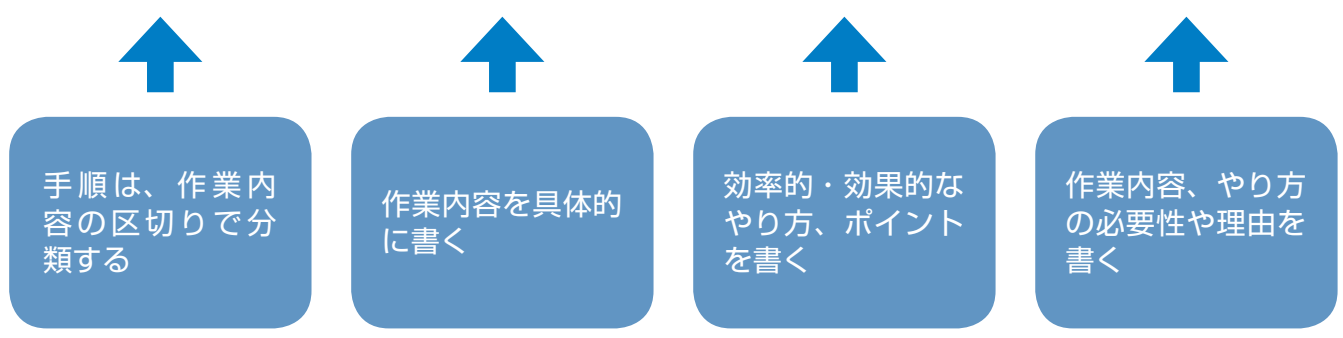 手順は、作業内
容の区切りで分
類する
作業内容を具体的
に書く
効率的・効果的な
やり方、ポイント
を書く
作業内容、やり方
の必要性や理由を
書く